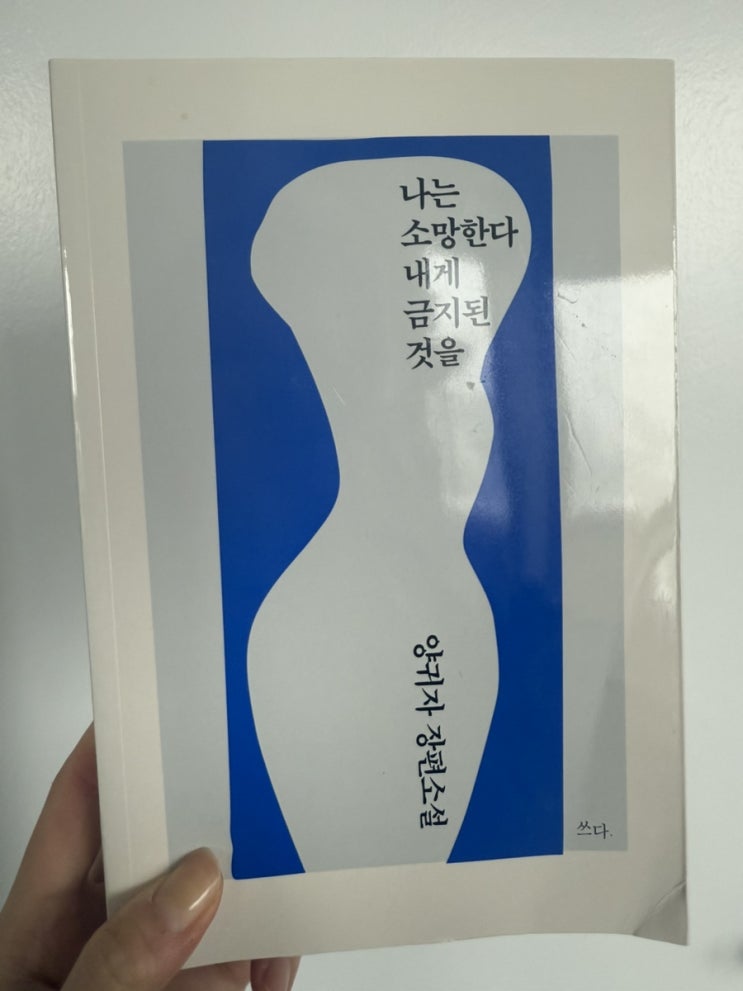 나는
소망한다
내게
금지된
것을
양귀자 장편소설
쓰다.